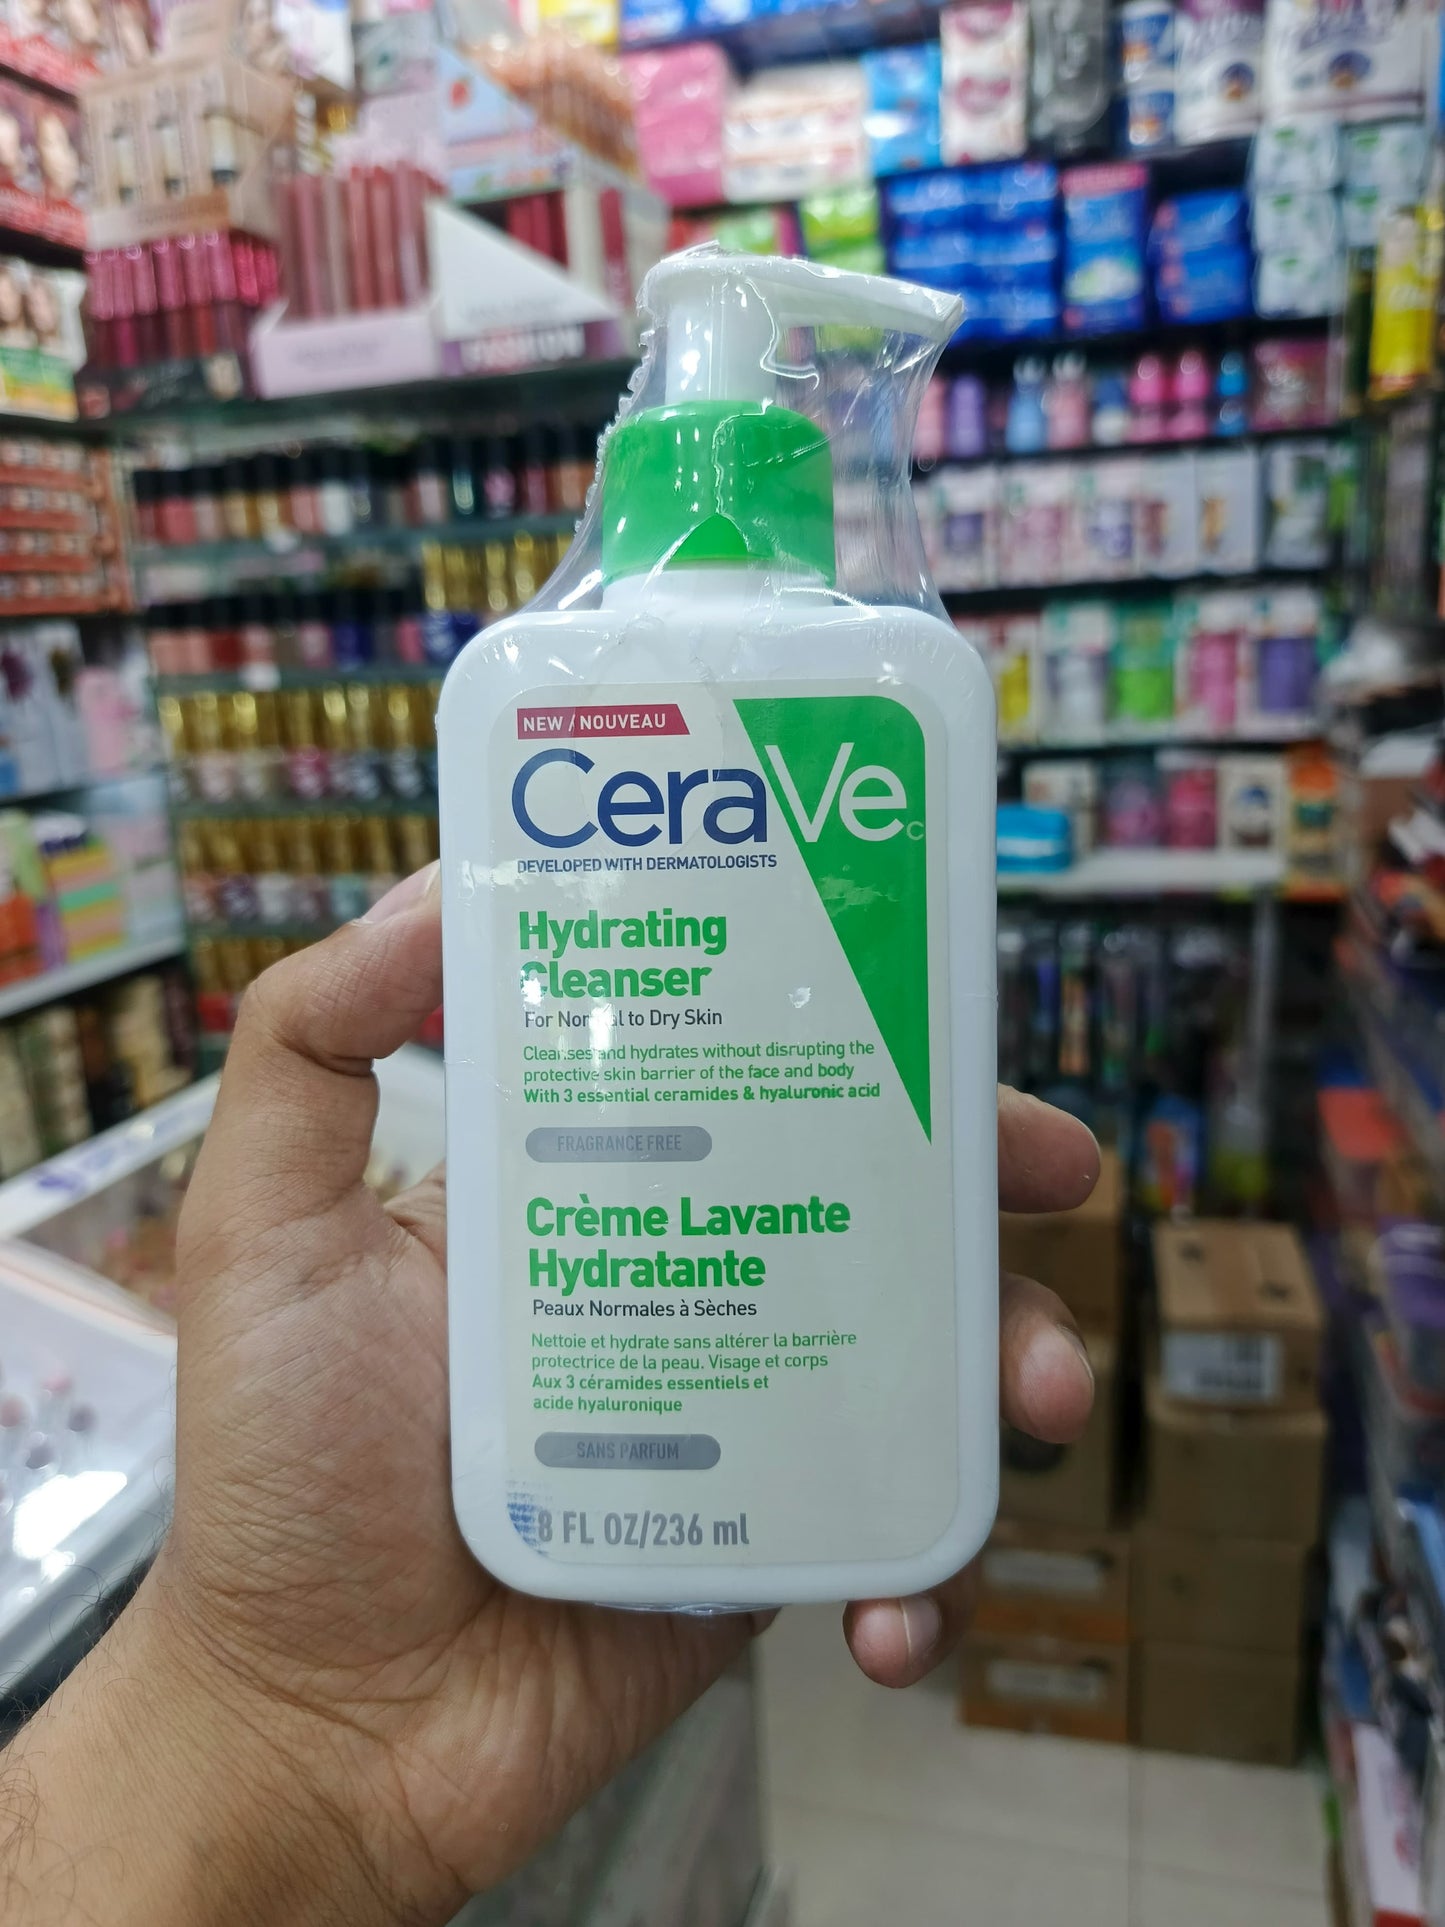 NEW / NOUVEAU
CeraVe
C
DEVELOPED WITH DERMATOLOGISTS
Hydrating
Cleanser
For Normal to Dry Skin
Cleanses and hydrates without disrupting the
protective skin barrier of the face and body
With 3 essential ceramides & hyaluronic acid
FRAGRANCE FREE
Crème Lavante
Hydratante
Peaux Normales à Sèches
Nettoie et hydrate sans altérer la barrière
protectrice de la peau. Visage et corps
Aux 3 céramides essentiels et
acide hyaluronique
SANS PARFUM
8 FL OZ/236 ml
FASHION